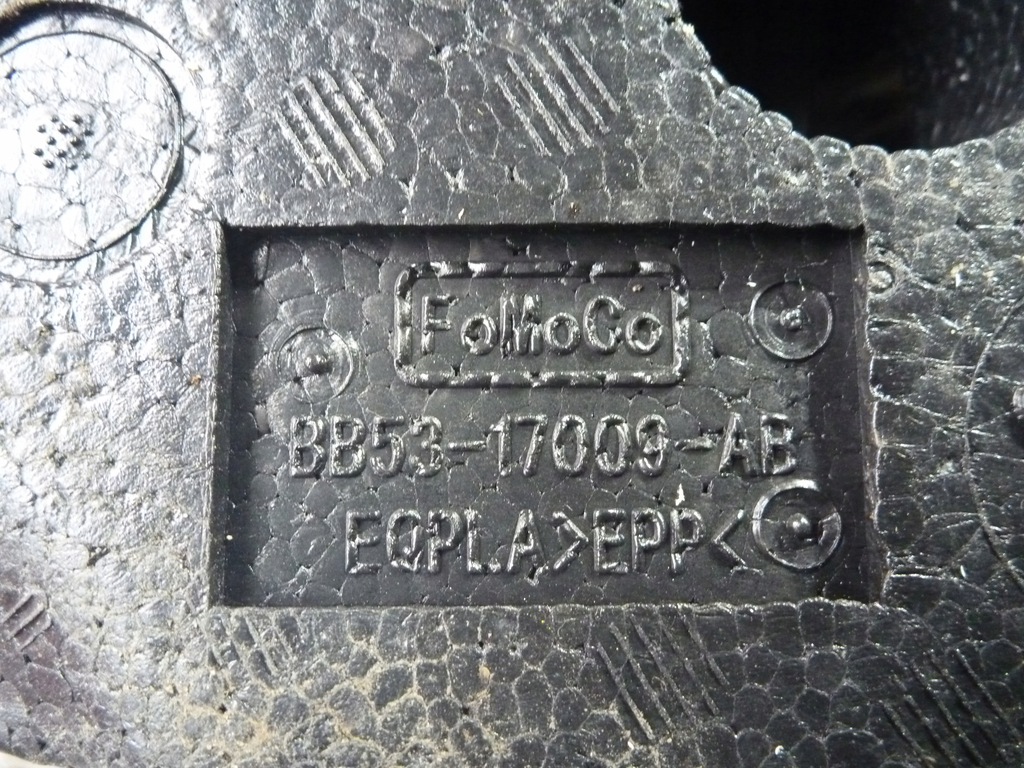 FoMoCo
BB53-17009-AB
EQPLA>EPP<